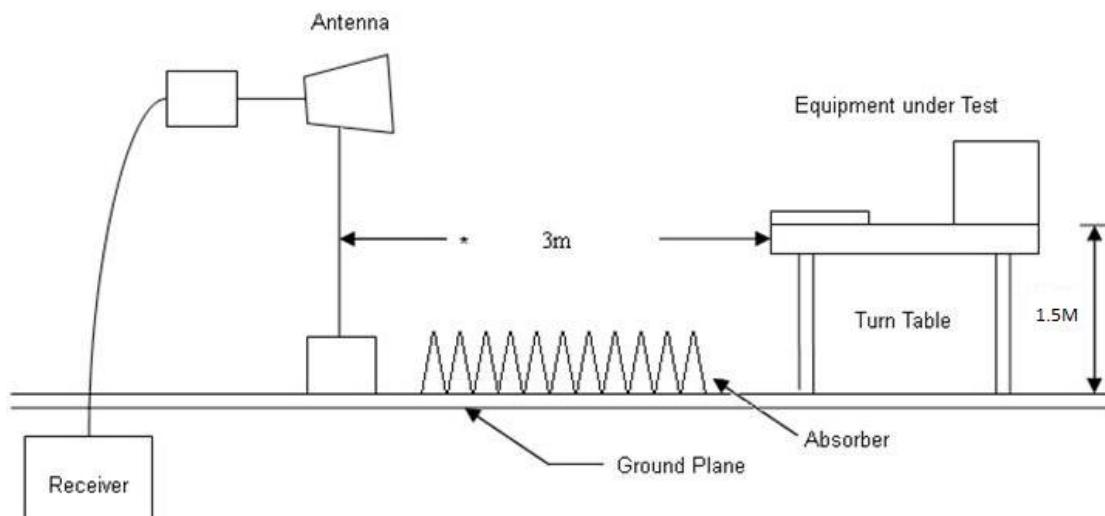 Antenna
Equipment under Test
* 3m
Turn Table
1.5M
Absorber
Ground Plane
Receiver